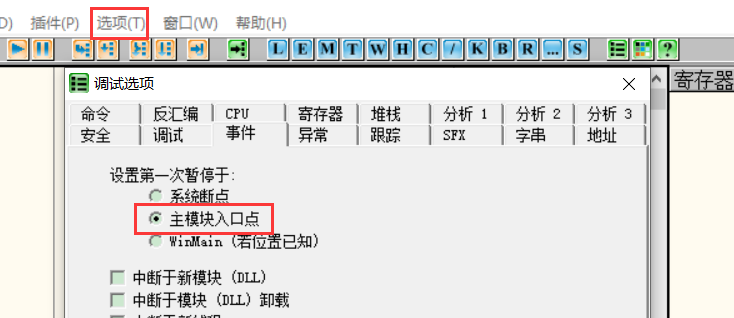 D) 插件(P) 选项(T) 窗口(W) 帮助(H)
L E M T W H C / K B R ... S ?
调试选项
寄存器
命令 反汇编 CPU 寄存器 堆栈 分析 1 分析 2 分析 3
安全 调试 事件 异常 跟踪 SFX 字串 地址
设置第一次暂停于:
系统断点
主模块入口点
WinMain (若位置已知)
中断于新模块 (DLL)
中断于模块 (DLL) 卸载